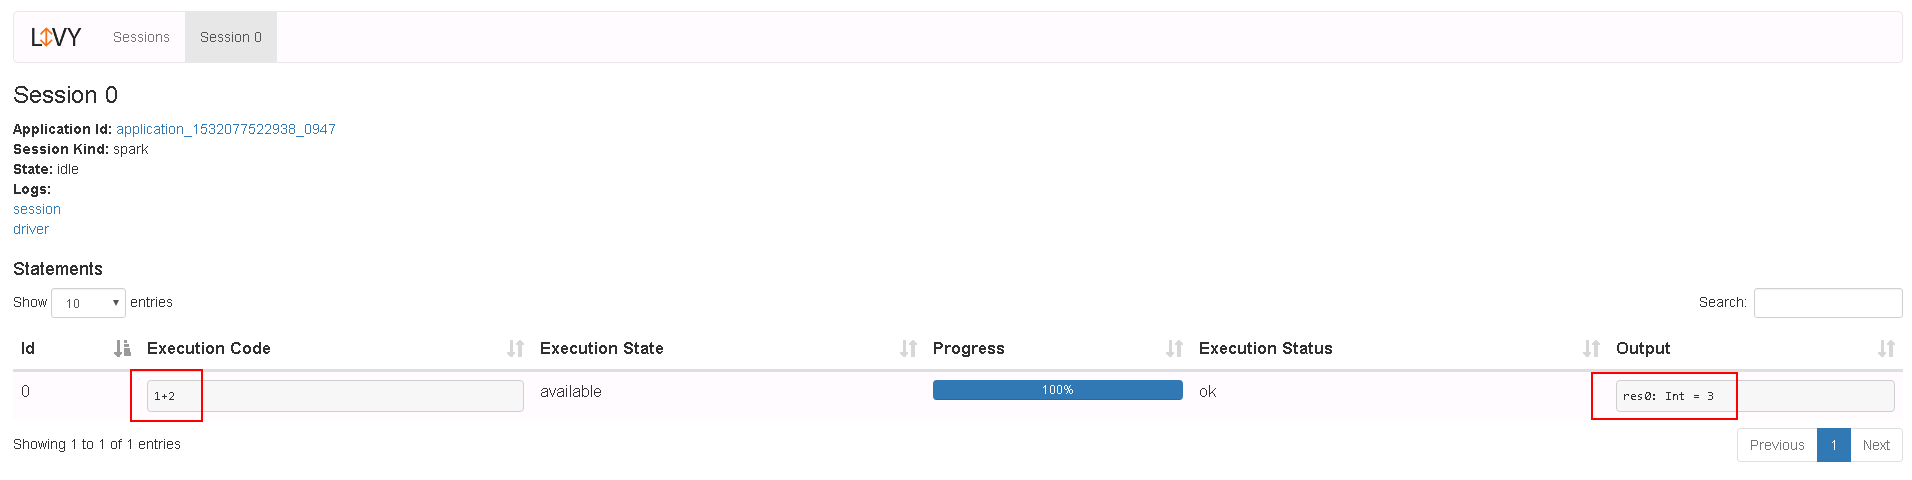 LIVY Sessions Session 0
Session 0
Application Id: application_1532077522938_0947
Session Kind: spark
State: idle
Logs:
session
driver
Statements
Show 10 entries Search:
Id Execution Code Execution State Progress Execution Status Output
0 1+2 available 100% ok res0: Int = 3
Showing 1 to 1 of 1 entries Previous 1 Next